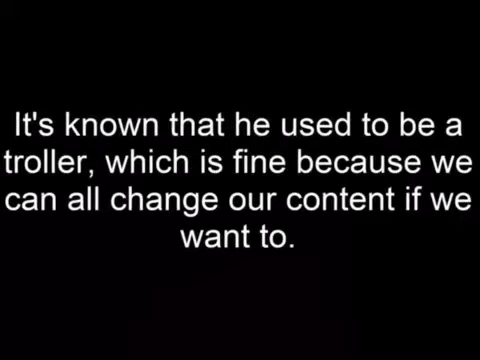 It's known that he used to be a
troller, which is fine because we
can all change our content if we
want to.